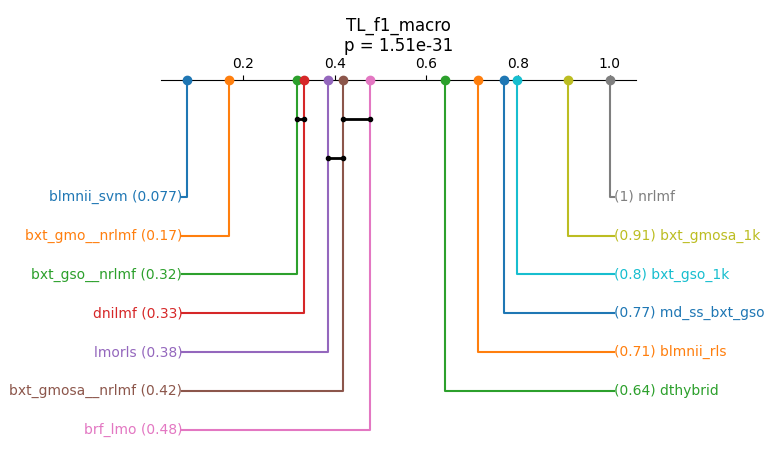 TL_f1_macro
p = 1.51e-31
0.2 0.4 0.6 0.8 1.0
blmnii_svm (0.077) (1) nrlmf
bxt_gmo__nrlmf (0.17) (0.91) bxt_gmosa_1k
bxt_gso__nrlmf (0.32) (0.8) bxt_gso_1k
dnilmf (0.33) (0.77) md_ss_bxt_gso
lmorls (0.38) (0.71) blmnii_rls
bxt_gmosa__nrlmf (0.42) (0.64) dthybrid
brf_lmo (0.48)